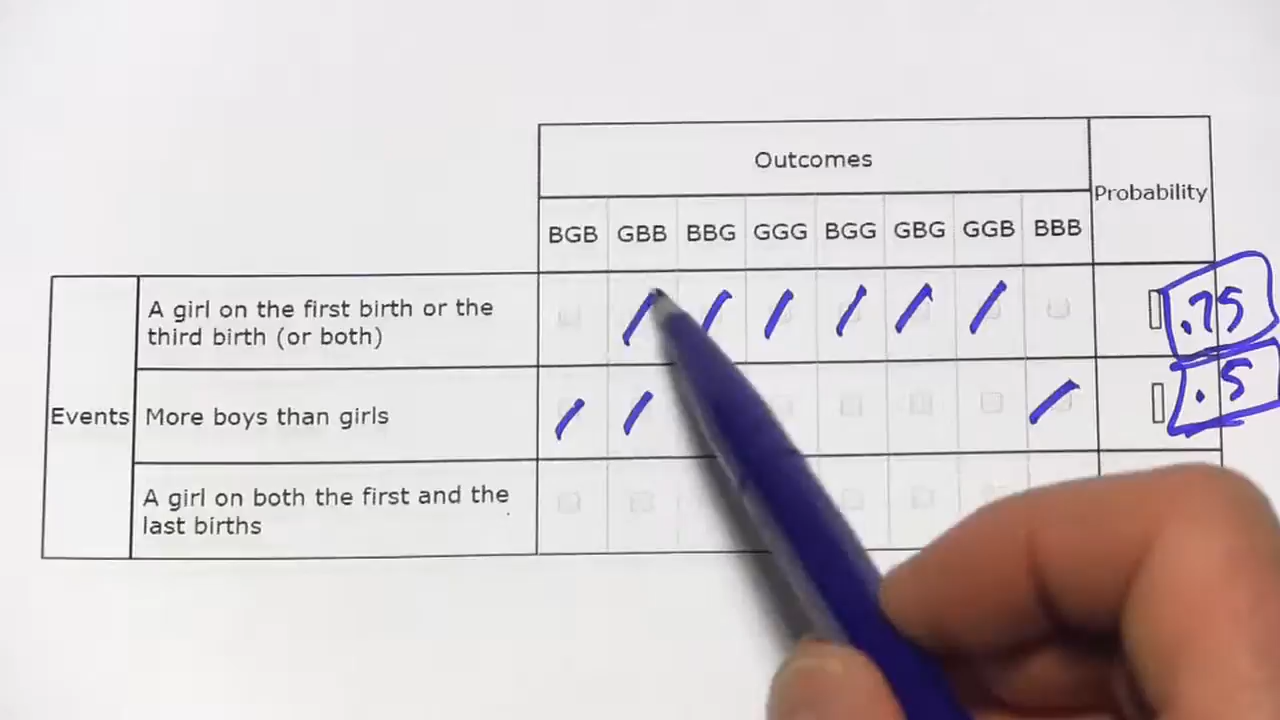 Outcomes
Probability
BGB GBB BBG GGG BGG GBG GGB BBB
A girl on the first birth or the
third birth (or both)
.75
Events
More boys than girls
.5
A girl on both the first and the
last births